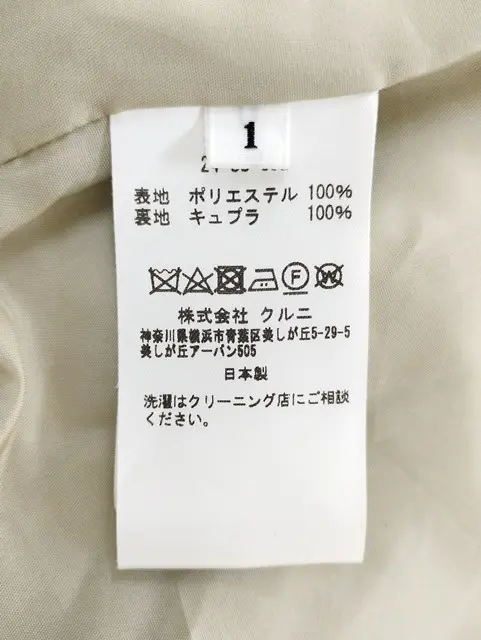 1
表地 ポリエステル 100%
裏地 キュプラ 100%
F W
株式会社 クルニ
神奈川県横浜市青葉区美しが丘5-29-5
美しが丘アーバン505
日本製
洗濯はクリーニング店にご相談
ください。